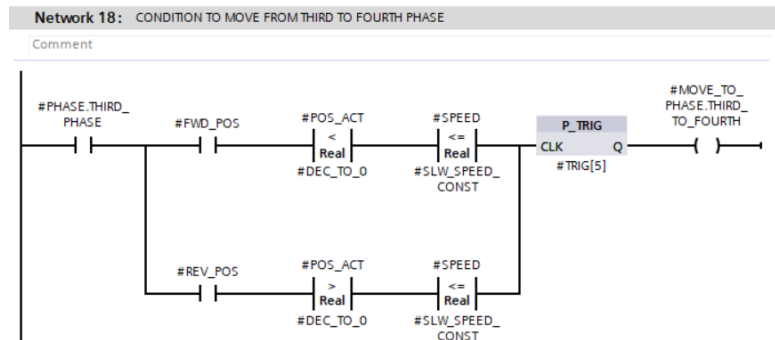 Network 18: CONDITION TO MOVE FROM THIRD TO FOURTH PHASE
Comment
#PHASE.THIRD_
PHASE
#FWD_POS
#POS_ACT
<
Real
#DEC_TO_0
#SPEED
<=
Real
#SLW_SPEED_
CONST
P_TRIG
CLK Q
#TRIG[5]
#MOVE_TO_
PHASE.THIRD_
TO_FOURTH
#REV_POS
#POS_ACT
>
Real
#DEC_TO_0
#SPEED
<=
Real
#SLW_SPEED_
CONST